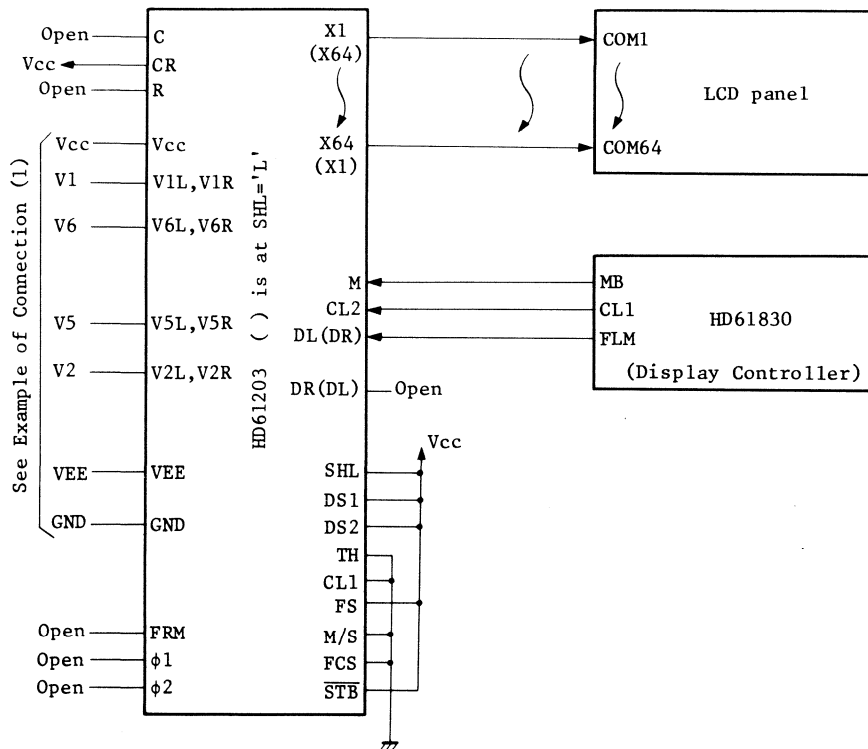 Open
C
Vcc
CR
Open
R
Vcc
Vcc
V1
V1L,V1R
V6
V6L,V6R
V5
V5L,V5R
V2
V2L,V2R
VEE
VEE
GND
GND
Open
FRM
Open
ϕ1
Open
ϕ2
See Example of Connection (1)
HD61203 ( ) is at SHL='L'
X1
(X64)
X64
(X1)
M
CL2
DL(DR)
DR(DL)
Open
Vcc
SHL
DS1
DS2
TH
CL1
FS
M/S
FCS
STB
COM1
LCD panel
COM64
MB
CL1
HD61830
FLM
(Display Controller)